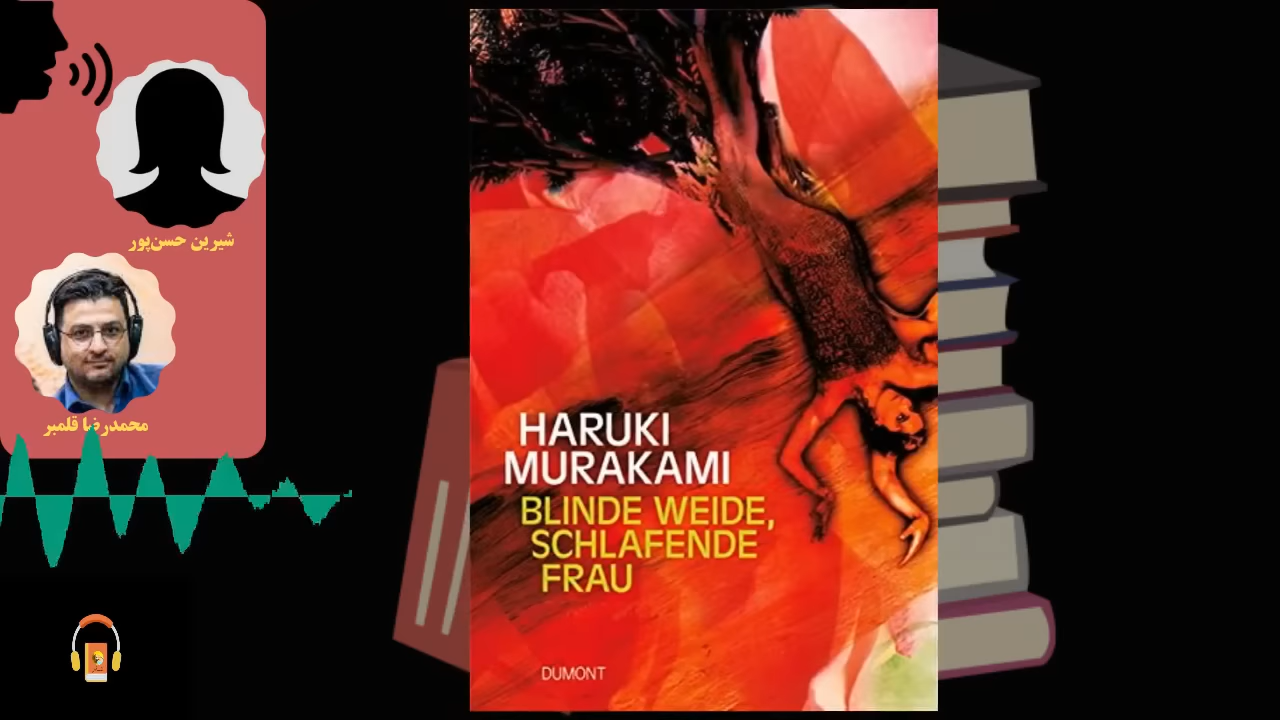 شیرین حسن‌پور
محمدرضا قلمبر
HARUKI
MURAKAMI
BLINDE WEIDE,
SCHLAFENDE
FRAU
DUMONT